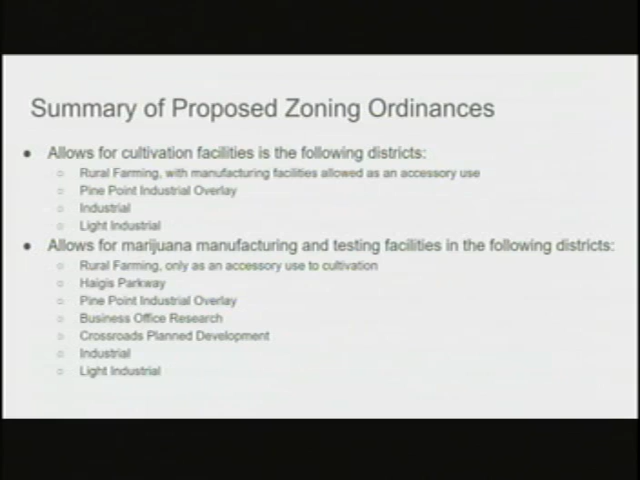 Summary of Proposed Zoning Ordinances
● Allows for cultivation facilities is the following districts:
○ Rural Farming, with manufacturing facilities allowed as an accessory use
○ Pine Point Industrial Overlay
○ Industrial
○ Light Industrial
● Allows for marijuana manufacturing and testing facilities in the following districts:
○ Rural Farming, only as an accessory use to cultivation
○ Haigis Parkway
○ Pine Point Industrial Overlay
○ Business Office Research
○ Crossroads Planned Development
○ Industrial
○ Light Industrial